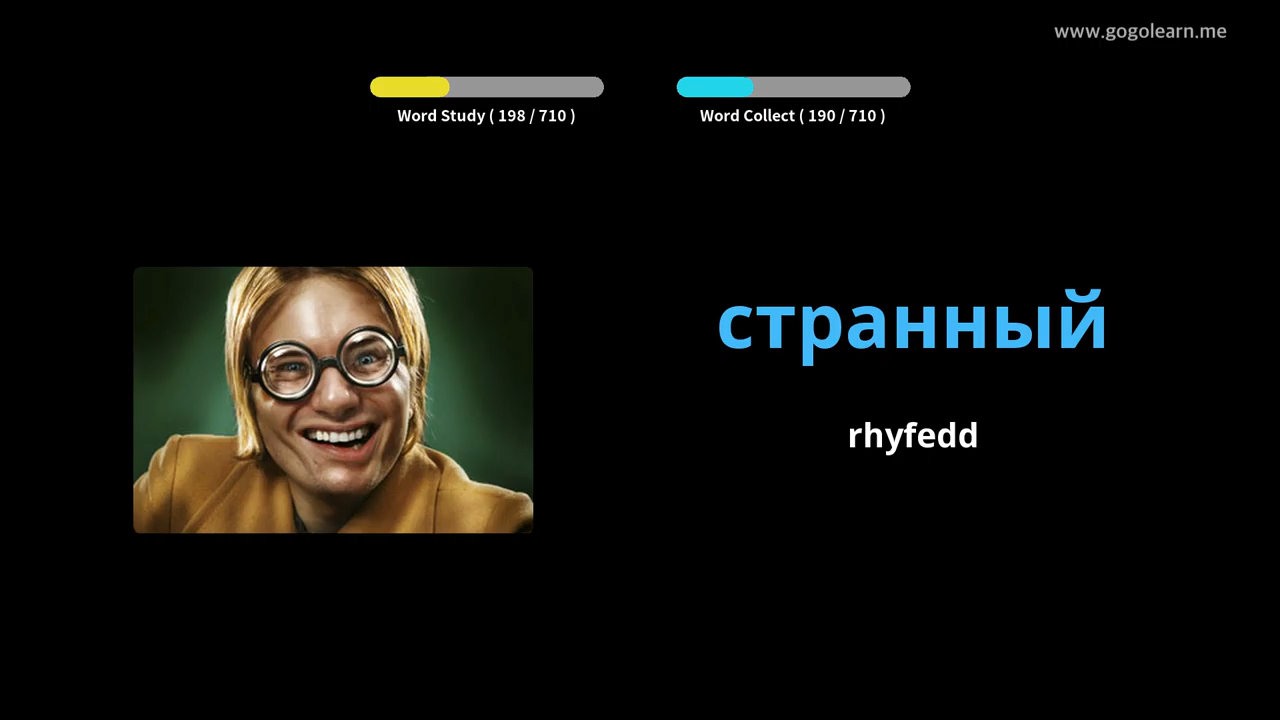 www.gogolearn.me
Word Study ( 198 / 710 )
Word Collect ( 190 / 710 )
странный
rhyfedd